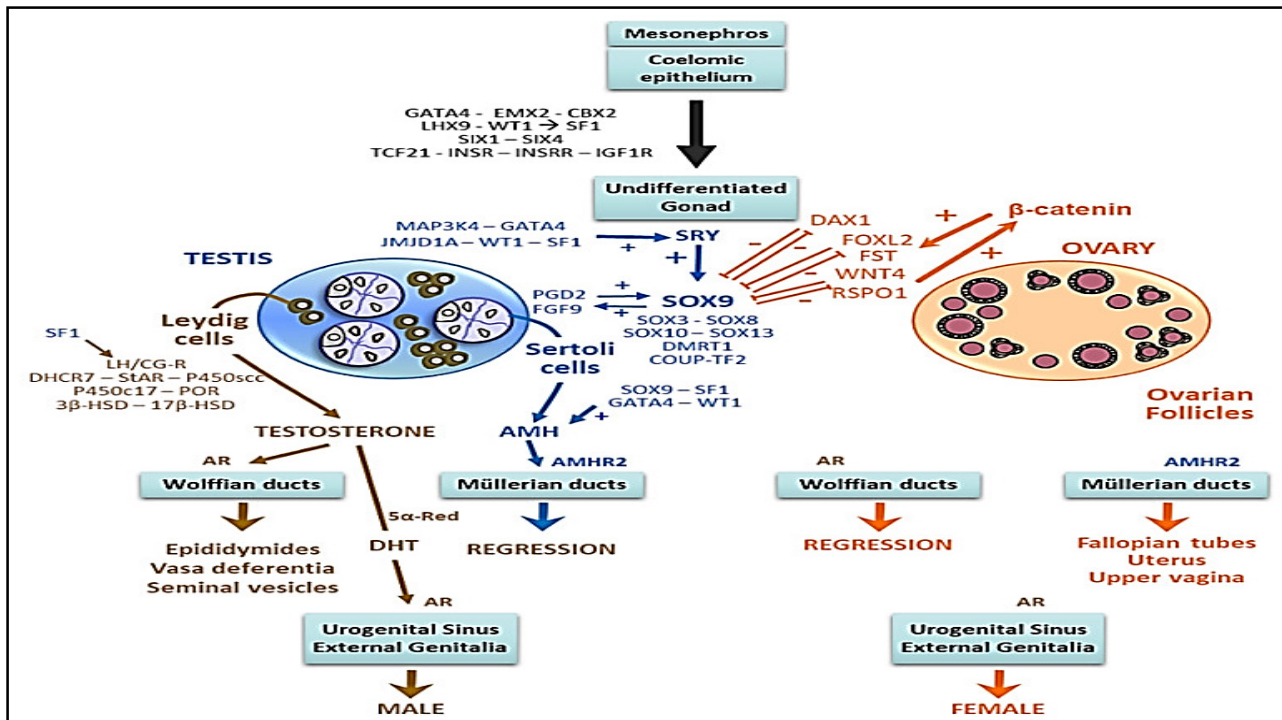 Mesonephros
Coelomic
epithelium
GATA4 - EMX2 - CBX2
LHX9 - WT1 → SF1
SIX1 – SIX4
TCF21 - INSR – INSRR – IGF1R
Undifferentiated
Gonad
MAP3K4 – GATA4
JMJD1A – WT1 – SF1
+
SRY
+
DAX1
FOXL2
FST
WNT4
RSPO1
-
-
-
-
+
β-catenin
+
TESTIS
OVARY
PGD2
FGF9
+
+
SOX9
SOX3 - SOX8
SOX10 – SOX13
DMRT1
COUP-TF2
Leydig
cells
Sertoli
cells
SF1
LH/CG-R
DHCR7 – StAR – P450scc
P450c17 – POR
3β-HSD – 17β-HSD
SOX9 – SF1
GATA4 – WT1
+
Ovarian
Follicles
TESTOSTERONE
AMH
AR
AMHR2
AR
AMHR2
Wolffian ducts
Müllerian ducts
Wolffian ducts
Müllerian ducts
5α-Red
DHT
Epididymides
Vasa deferentia
Seminal vesicles
REGRESSION
REGRESSION
Fallopian tubes
Uterus
Upper vagina
AR
AR
Urogenital Sinus
External Genitalia
Urogenital Sinus
External Genitalia
MALE
FEMALE